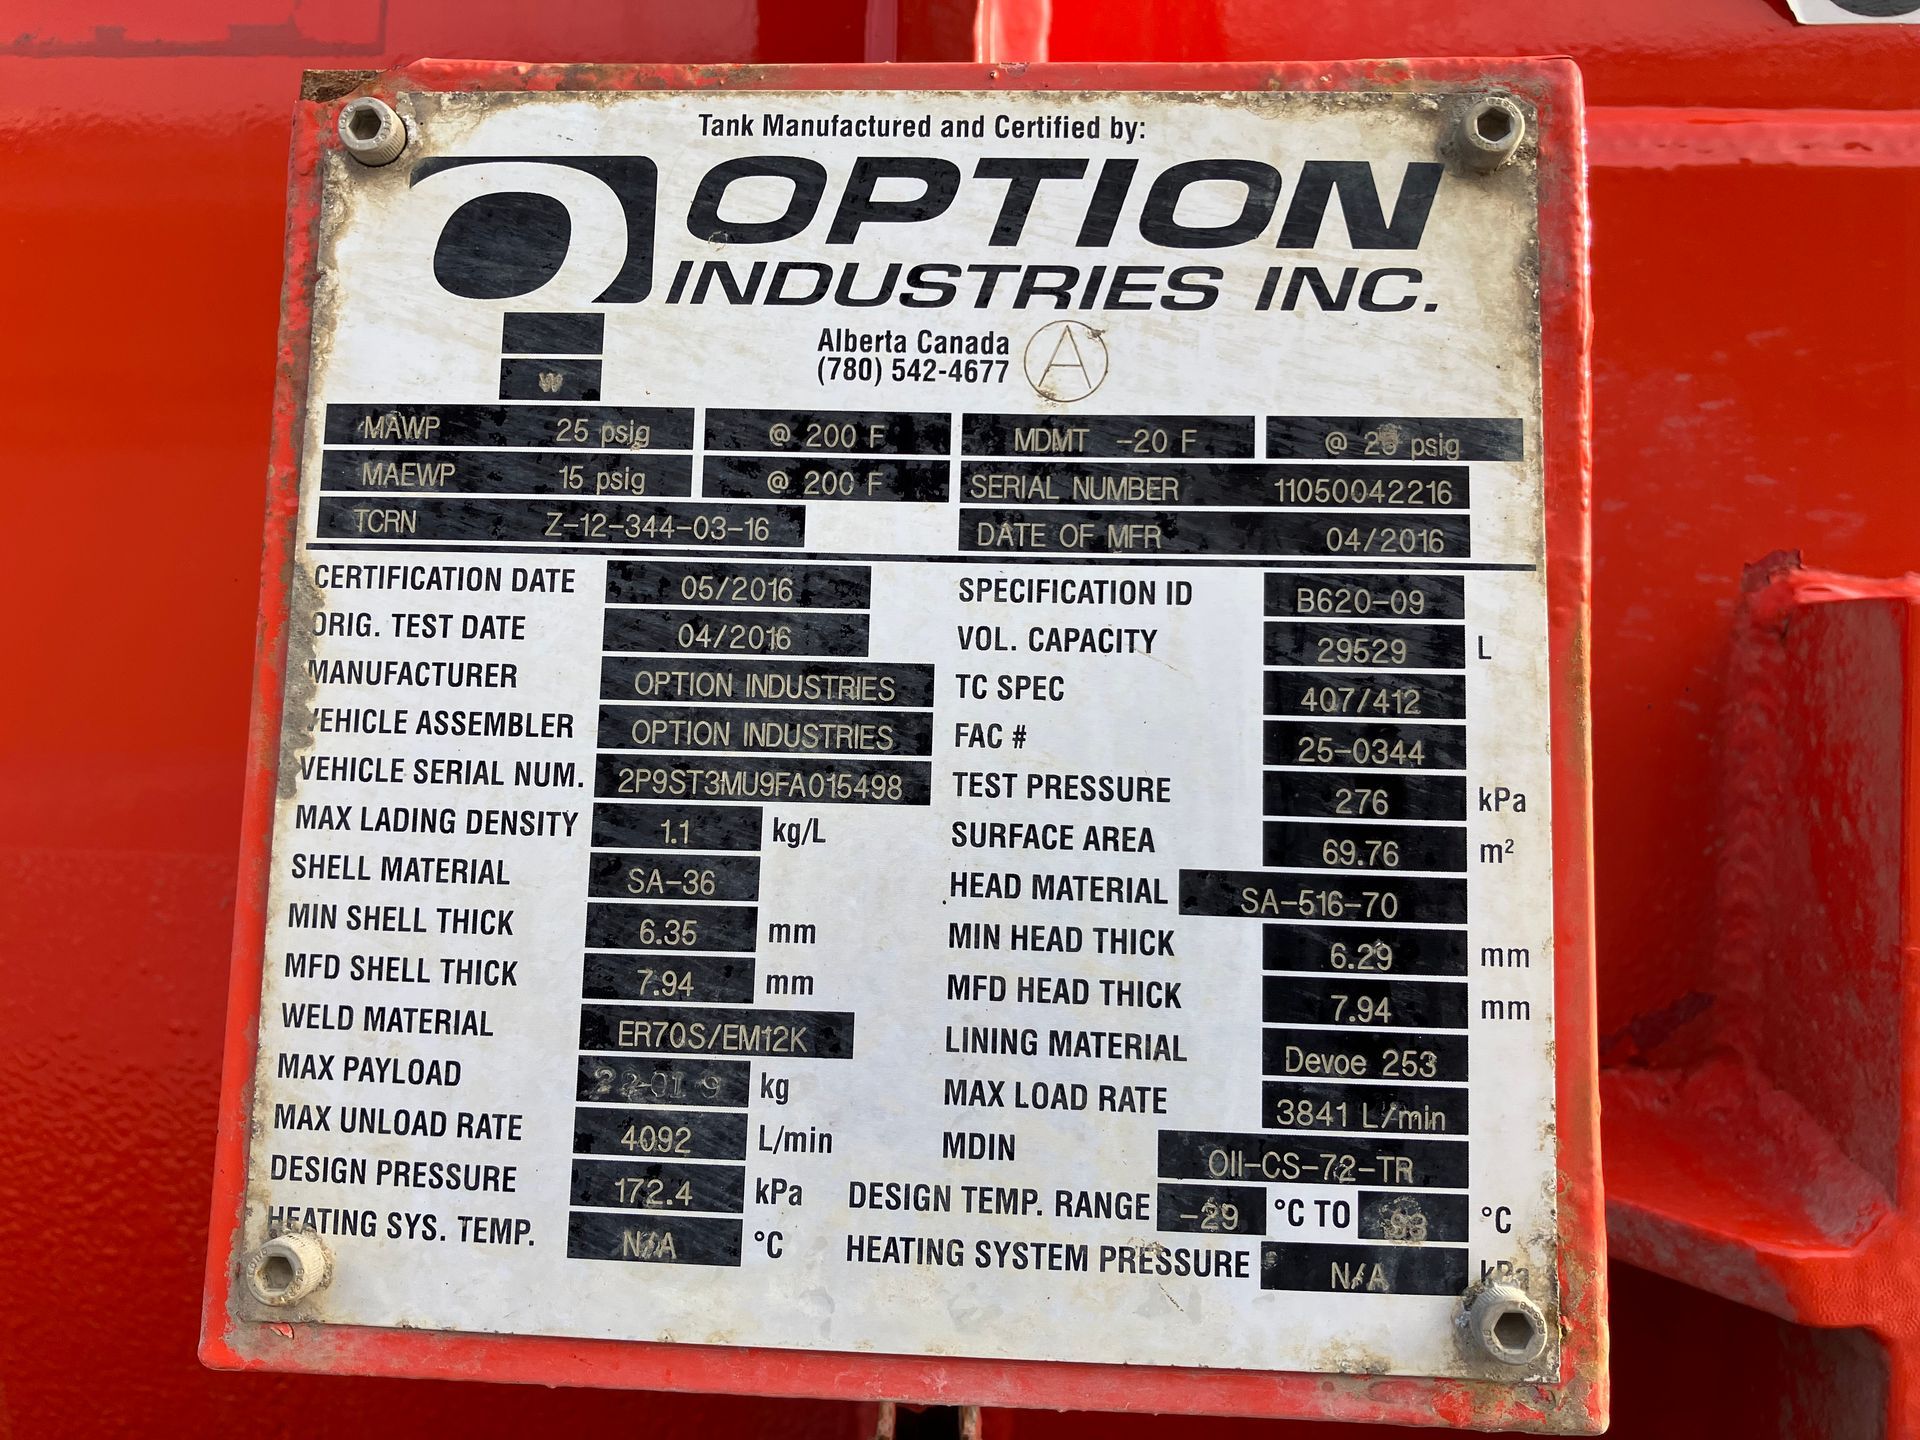 Tank Manufactured and Certified by:
OPTION
INDUSTRIES INC.
Alberta Canada
(780) 542-4677
A
W
MAWP 25 psig @ 200 F MDMT -20 F @ 25 psig
MAEWP 15 psig @ 200 F SERIAL NUMBER 11050042216
TCRN Z-12-344-03-16 DATE OF MFR 04/2016
CERTIFICATION DATE 05/2016 SPECIFICATION ID B620-09
ORIG. TEST DATE 04/2016 VOL. CAPACITY 29529 L
MANUFACTURER OPTION INDUSTRIES TC SPEC 407/412
VEHICLE ASSEMBLER OPTION INDUSTRIES FAC # 25-0344
VEHICLE SERIAL NUM. 2P9ST3MU9FA015498 TEST PRESSURE 276 kPa
MAX LADING DENSITY 1.1 kg/L SURFACE AREA 69.76 m²
SHELL MATERIAL SA-36 HEAD MATERIAL SA-516-70
MIN SHELL THICK 6.35 mm MIN HEAD THICK 6.29 mm
MFD SHELL THICK 7.94 mm MFD HEAD THICK 7.94 mm
WELD MATERIAL ER70S/EM12K LINING MATERIAL Devoe 253
MAX PAYLOAD kg MAX LOAD RATE 3841 L/min
MAX UNLOAD RATE 4092 L/min MDIN OII-CS-72-TR
DESIGN PRESSURE 172.4 kPa DESIGN TEMP. RANGE -29 °C TO 93 °C
HEATING SYS. TEMP. N/A °C HEATING SYSTEM PRESSURE N/A kPa